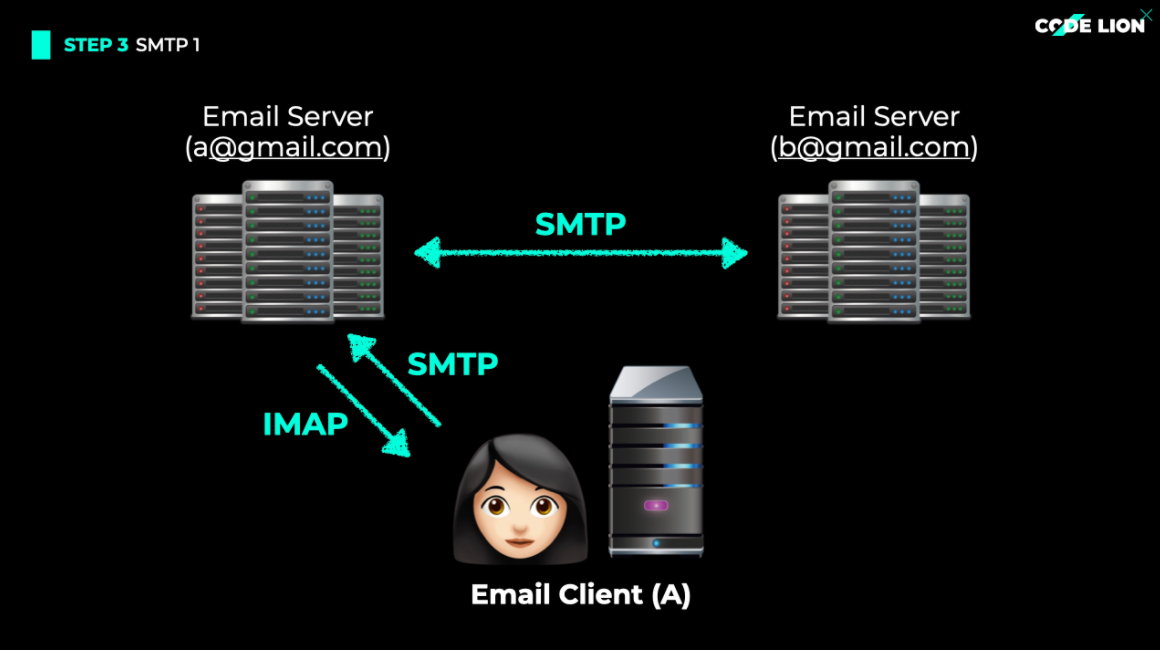 STEP 3 SMTP 1
CODE LION
Email Server
(a@gmail.com)
Email Server
(b@gmail.com)
SMTP
SMTP
IMAP
Email Client (A)